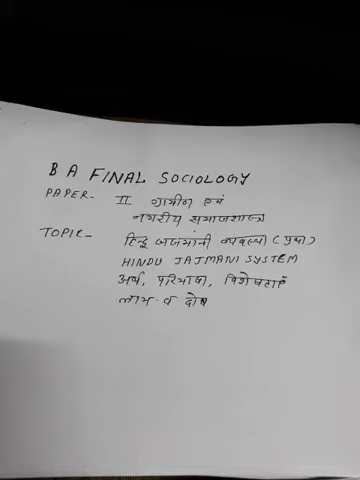 B A FINAL SOCIOLOGY
PAPER- II ग्रामीण एवं
नगरीय समाजशास्त्र
TOPIC- हिन्दू जजमानी व्यवस्था (प्रथा)
HINDU JAJMANI SYSTEM
अर्थ, परिभाषा, विशेषताएँ
लाभ व दोष